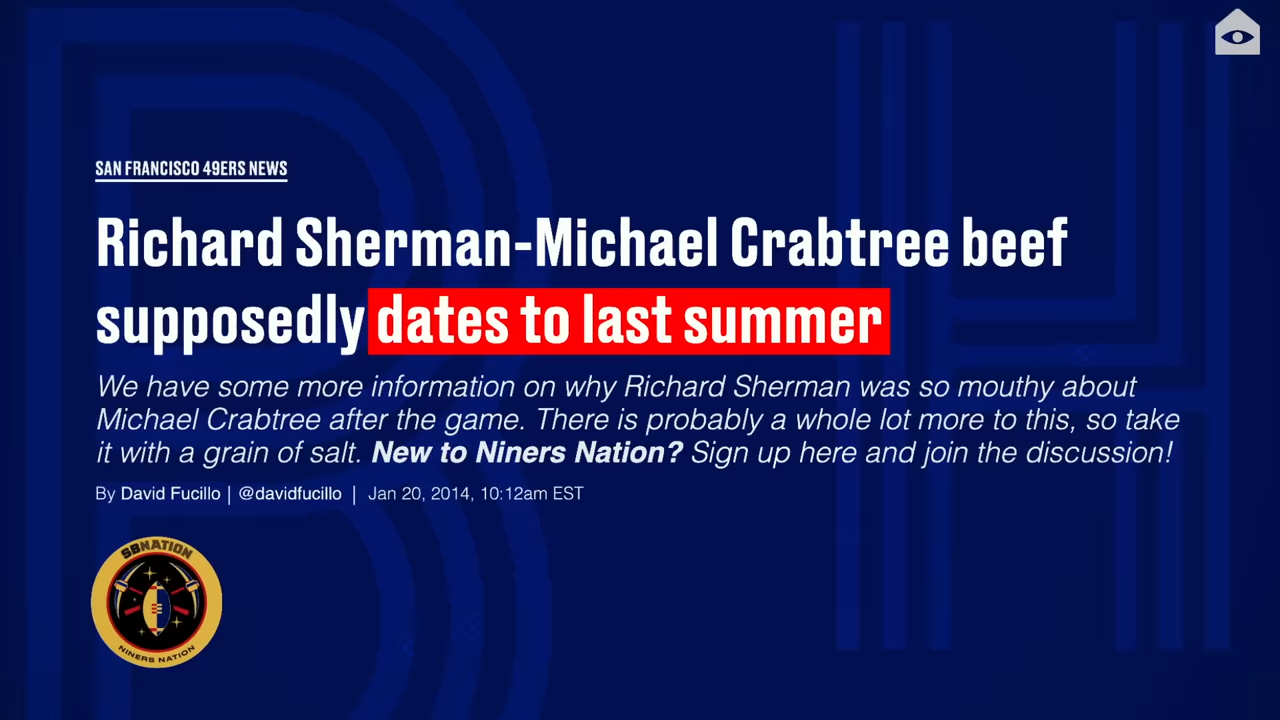 SAN FRANCISCO 49ERS NEWS
Richard Sherman-Michael Crabtree beef
supposedly dates to last summer
We have some more information on why Richard Sherman was so mouthy about
Michael Crabtree after the game. There is probably a whole lot more to this, so take
it with a grain of salt. New to Niners Nation? Sign up here and join the discussion!
By David Fucillo | @davidfucillo | Jan 20, 2014, 10:12am EST
SBNATION
NINERS NATION